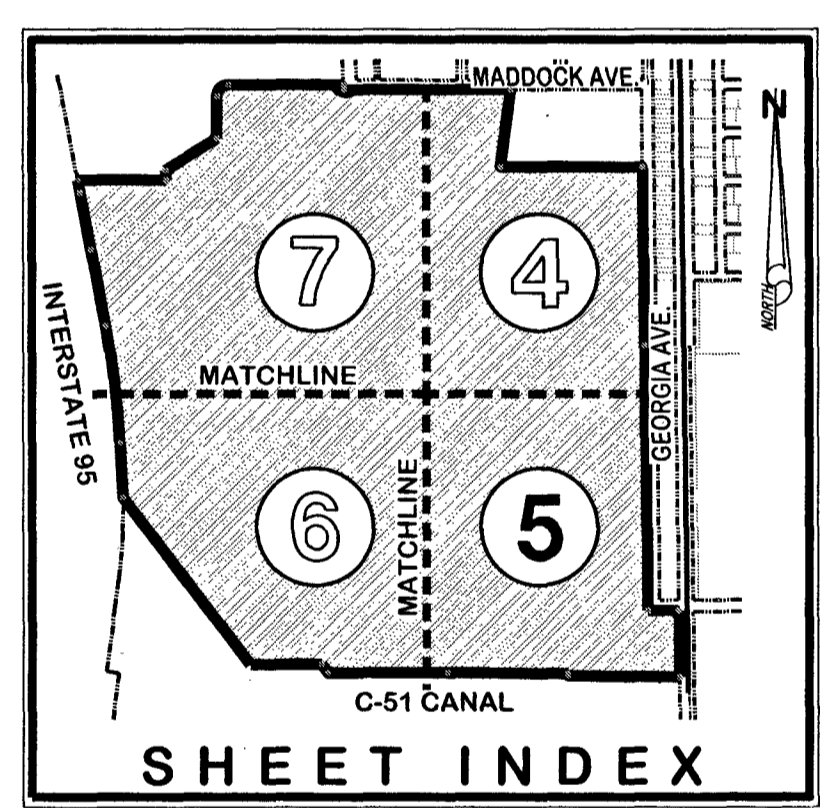 MADDOCK AVE.
N
NORTH
7
4
INTERSTATE 95
MATCHLINE
GEORGIA AVE.
6
MATCHLINE
5
C-51 CANAL
SHEET INDEX